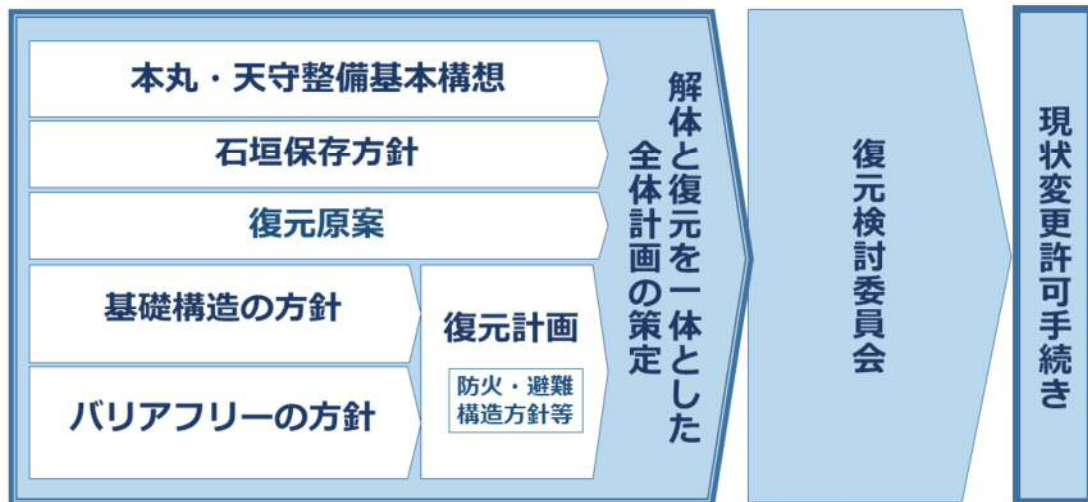 本丸・天守整備基本構想
石垣保存方針
復元原案
基礎構造の方針
バリアフリーの方針
復元計画
防火・避難
構造方針等
解体と復元を一体とした
全体計画の策定
復元検討委員会
現状変更許可手続き